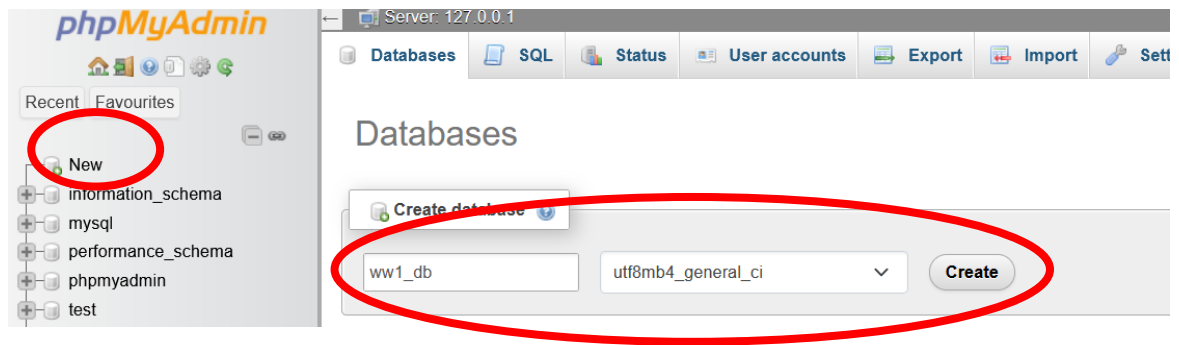 phpMyAdmin
Recent Favourites
New
information_schema
mysql
performance_schema
phpmyadmin
test
← Server: 127.0.0.1
Databases SQL Status User accounts Export Import Sett
Databases
Create database
ww1_db utf8mb4_general_ci Create